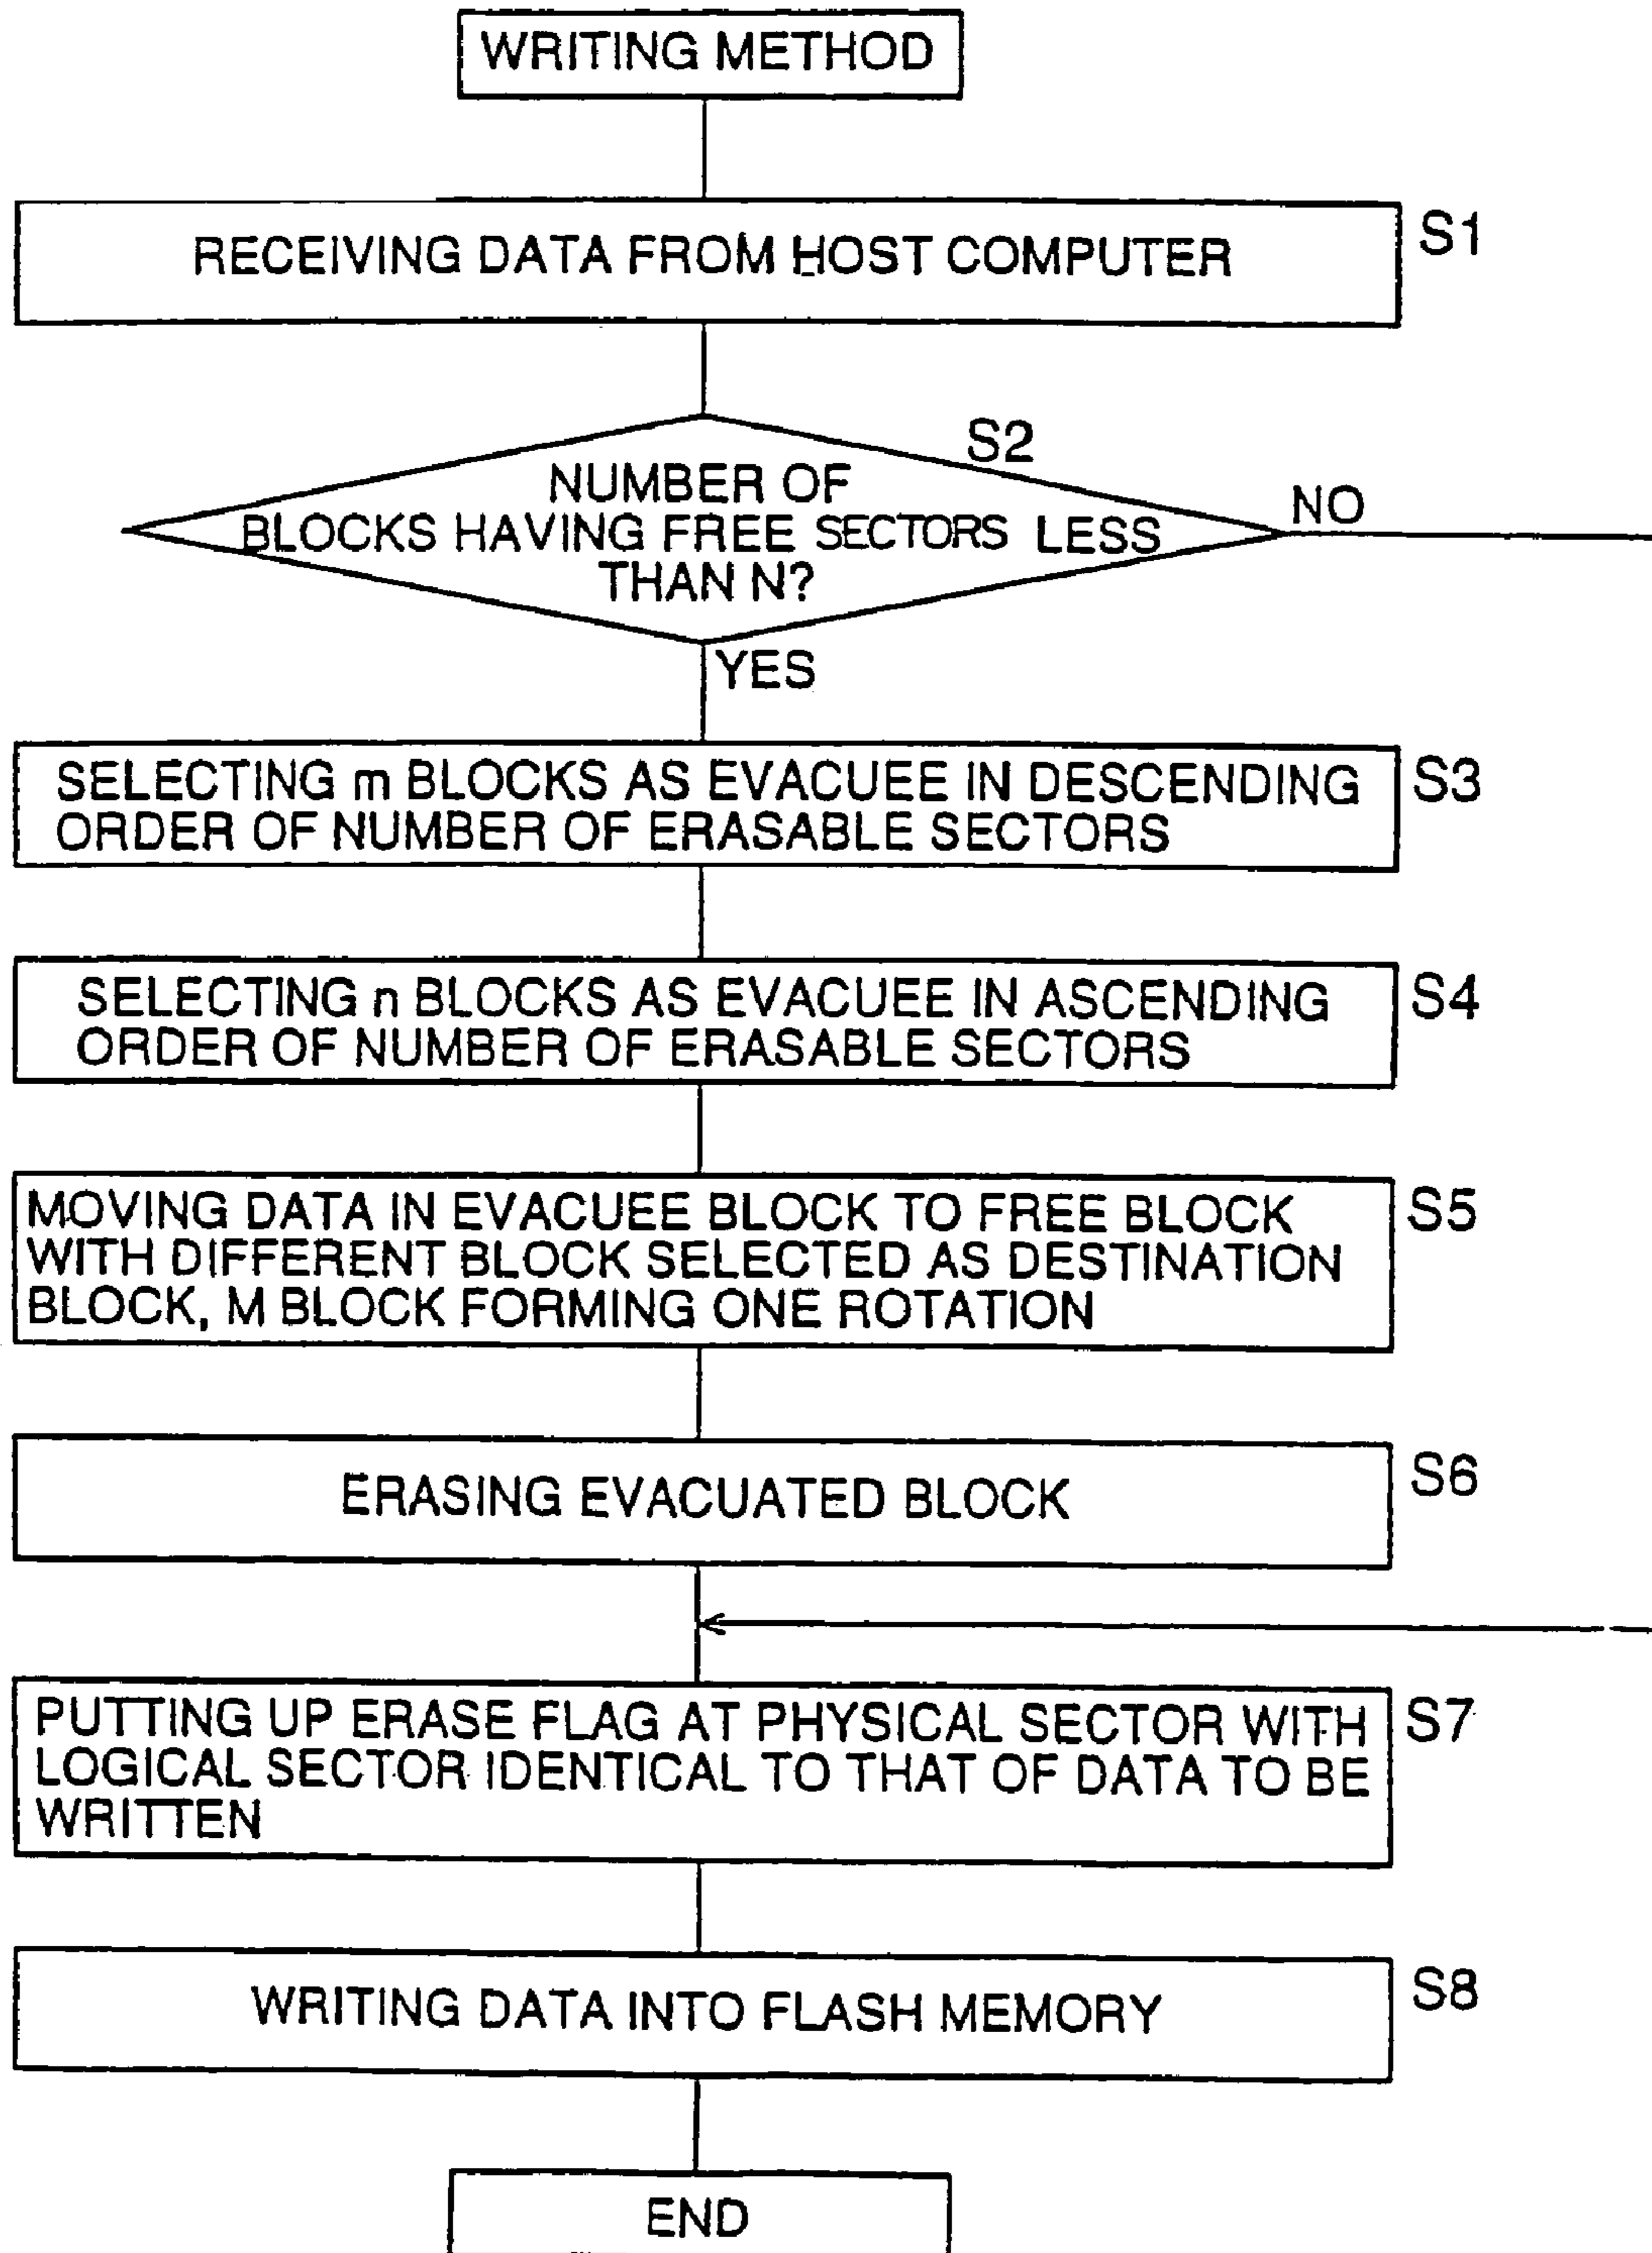 WRITING METHOD
RECEIVING DATA FROM HOST COMPUTER
S1
S2
NUMBER OF
BLOCKS HAVING FREE SECTORS LESS
THAN N?
NO
YES
SELECTING m BLOCKS AS EVACUEE IN DESCENDING
ORDER OF NUMBER OF ERASABLE SECTORS
S3
SELECTING n BLOCKS AS EVACUEE IN ASCENDING
ORDER OF NUMBER OF ERASABLE SECTORS
S4
MOVING DATA IN EVACUEE BLOCK TO FREE BLOCK
WITH DIFFERENT BLOCK SELECTED AS DESTINATION
BLOCK, M BLOCK FORMING ONE ROTATION
S5
ERASING EVACUATED BLOCK
S6
PUTTING UP ERASE FLAG AT PHYSICAL SECTOR WITH
LOGICAL SECTOR IDENTICAL TO THAT OF DATA TO BE
WRITTEN
S7
WRITING DATA INTO FLASH MEMORY
S8
END